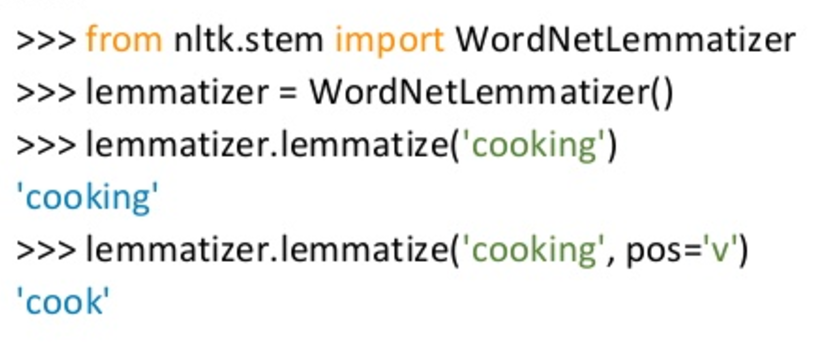 >>> from nltk.stem import WordNetLemmatizer
>>> lemmatizer = WordNetLemmatizer()
>>> lemmatizer.lemmatize('cooking')
'cooking'
>>> lemmatizer.lemmatize('cooking', pos='v')
'cook'